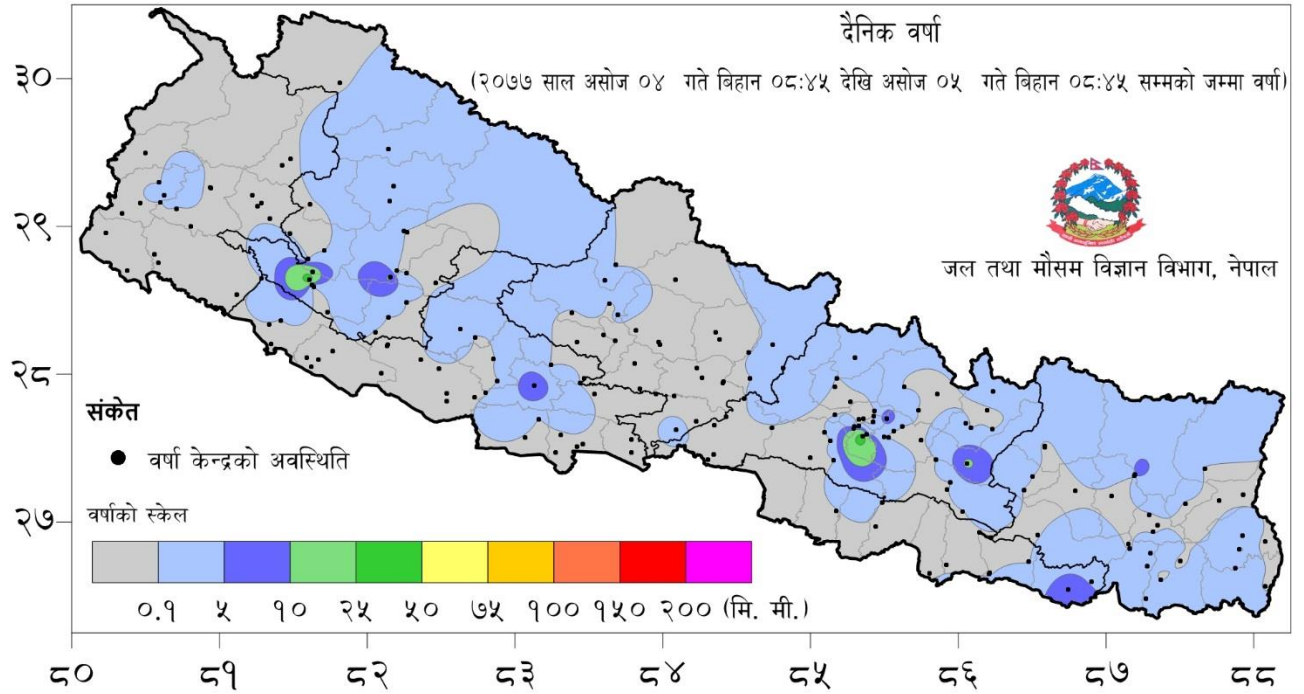 दैनिक वर्षा
(२०७७ साल असोज ०४ गते बिहान ०८:४५ देखि असोज ०५ गते बिहान ०८:४५ सम्मको जम्मा वर्षा)
३०
२९
जल तथा मौसम विज्ञान विभाग, नेपाल
२८
संकेत
वर्षा केन्द्रको अवस्थिति
२७
वर्षाको स्केल
०.१ ५ १० २५ ५० ७५ १०० १५० २०० (मि. मी.)
८० ८१ ८२ ८३ ८४ ८५ ८६ ८७ ८८